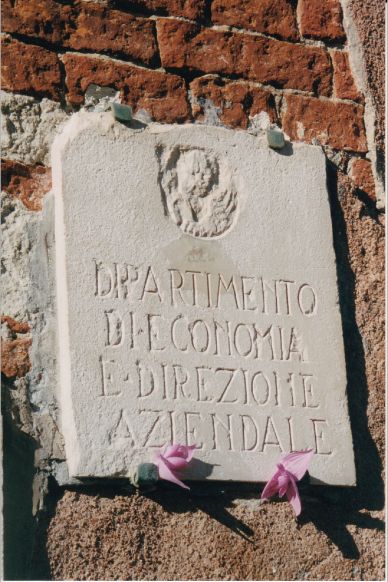 DIPARTIMENTO
DI·ECONOMIA
E·DIREZIONE
AZIENDALE